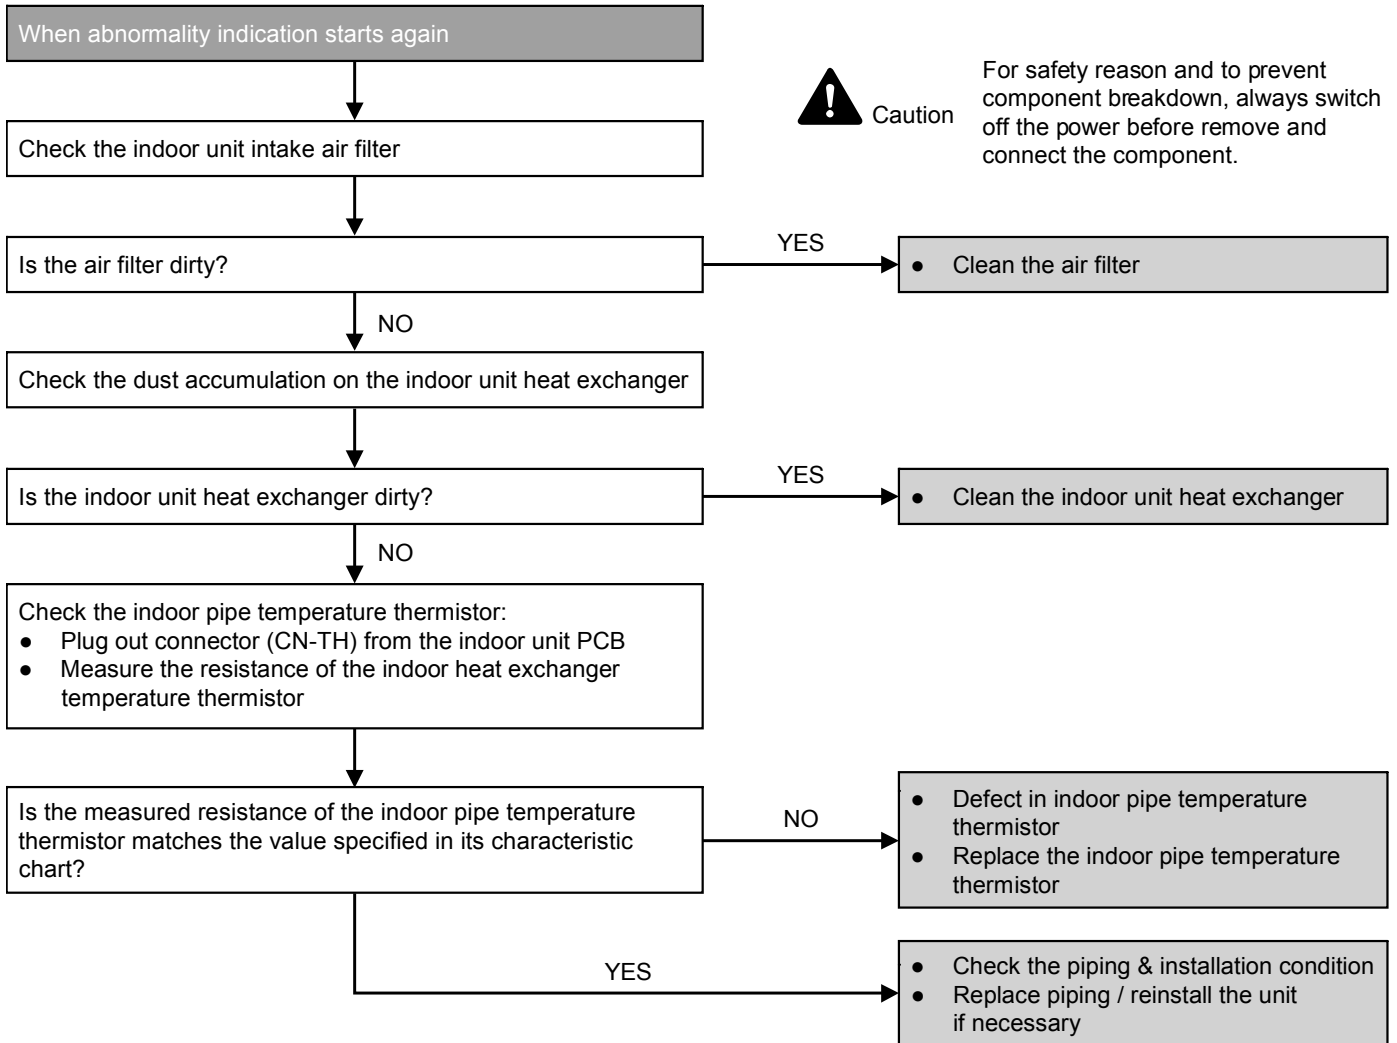 When abnormality indication starts again
Caution
For safety reason and to prevent
component breakdown, always switch
off the power before remove and
connect the component.
Check the indoor unit intake air filter
Is the air filter dirty?
YES
● Clean the air filter
NO
Check the dust accumulation on the indoor unit heat exchanger
Is the indoor unit heat exchanger dirty?
YES
● Clean the indoor unit heat exchanger
NO
Check the indoor pipe temperature thermistor:
● Plug out connector (CN-TH) from the indoor unit PCB
● Measure the resistance of the indoor heat exchanger
temperature thermistor
Is the measured resistance of the indoor pipe temperature
thermistor matches the value specified in its characteristic
chart?
NO
● Defect in indoor pipe temperature
thermistor
● Replace the indoor pipe temperature
thermistor
YES
● Check the piping & installation condition
● Replace piping / reinstall the unit
if necessary